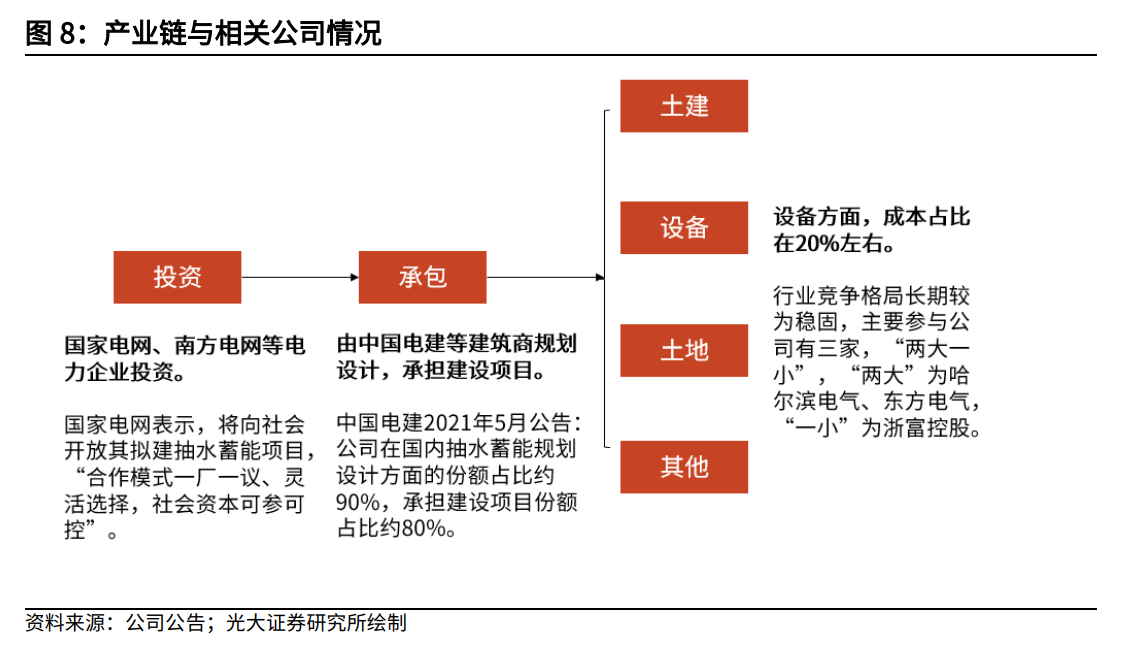 图 8：产业链与相关公司情况
投资
国家电网、南方电网等电
力企业投资。
国家电网表示，将向社会
开放其拟建抽水蓄能项目，
“合作模式一厂一议、灵
活选择，社会资本可参可
控”。
承包
由中国电建等建筑商规划
设计，承担建设项目。
中国电建2021年5月公告：
公司在国内抽水蓄能规划
设计方面的份额占比约
90%，承担建设项目份额
占比约80%。
土建
设备
土地
其他
设备方面，成本占比
在20%左右。
行业竞争格局长期较
为稳固，主要参与公
司有三家，“两大一
小”，“两大”为哈
尔滨电气、东方电气，
“一小”为浙富控股。
资料来源：公司公告；光大证券研究所绘制